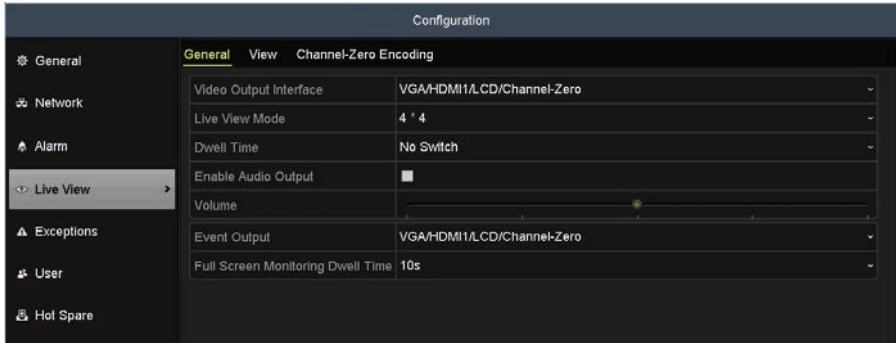 Configuration
General
Network
Alarm
Live View
Exceptions
User
Hot Spare
General View Channel-Zero Encoding
Video Output Interface VGA/HDMI1/LCD/Channel-Zero
Live View Mode 4 * 4
Dwell Time No Switch
Enable Audio Output
Volume
Event Output VGA/HDMI1/LCD/Channel-Zero
Full Screen Monitoring Dwell Time 10s